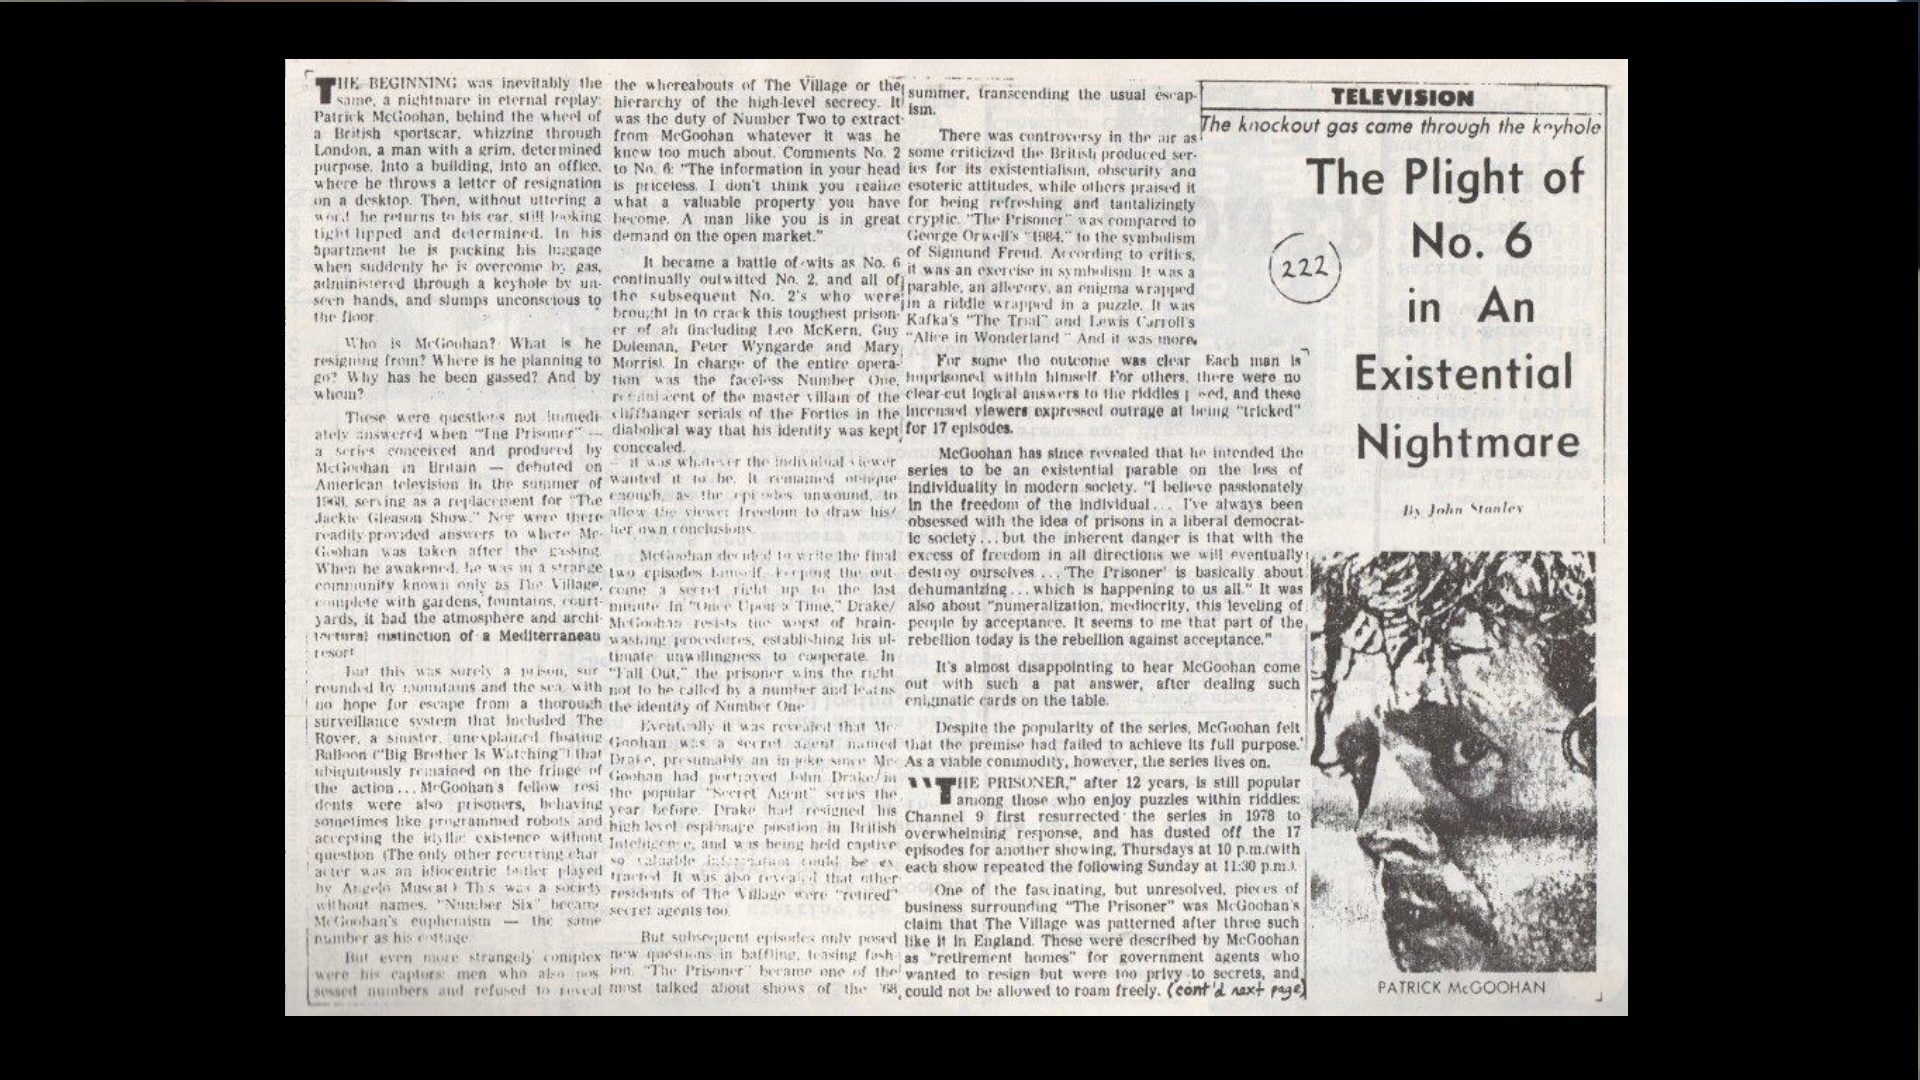 TELEVISION
The knockout gas came through the keyhole
The Plight of
No. 6
in An
Existential
Nightmare
By John Stanley
222
PATRICK McGOOHAN
THE BEGINNING was inevitably the
same, a nightmare in eternal replay:
Patrick McGoohan, behind the wheel of
a British sportscar, whizzing through
London, a man with a grim, determined
purpose. Into a building, into an office,
where he throws a letter of resignation
on a desktop. Then, without uttering a
word he returns to his car, still looking
tight lipped and determined. In his
apartment he is packing his luggage
when suddenly he is overcome by gas,
administered through a keyhole by un-
seen hands, and slumps unconscious to
the floor.
Who is McGoohan? What is he
resigning from? Where is he planning to
go? Why has he been gassed? And by
whom?
These were questions not immedi-
ately answered when "The Prisoner" —
a series conceived and produced by
McGoohan in Britain — debuted on
American television in the summer of
1968, serving as a replacement for "The
Jackie Gleason Show." Nor were there
readily-provided answers to where Mc-
Goohan was taken after the gassing.
When he awakened, he was in a strange
community known only as The Village,
complete with gardens, fountains, court-
yards, it had the atmosphere and archi-
tectural distinction of a Mediterranean
resort
But this was surely a prison, sur
rounded by mountains and the sea, with
no hope for escape from a thorough
surveillance system that included The
Rover, a sinister, unexplained floating
Balloon ("Big Brother Is Watching") that
ubiquitously remained on the fringe of
the action... McGoohan's fellow resi
dents were also prisoners, behaving
sometimes like programmed robots and
accepting the idyllic existence without
question (The only other recurring char
acter was an idiocentric butler played
by Angelo Muscat) This was a society
without names. "Number Six" became
McGoohan's euphemism — the same
number as his cottage
But even more strangely complex
were his captors: men who also pos
sessed numbers and refused to reveal
the whereabouts of The Village or the
hierarchy of the high-level secrecy. It
was the duty of Number Two to extract
from McGoohan whatever it was he
knew too much about. Comments No. 2
to No. 6: "The information in your head
is priceless. I don't think you realize
what a valuable property you have
become. A man like you is in great
demand on the open market."
It became a battle of wits as No. 6
continually outwitted No. 2, and all of
the subsequent No. 2's who were
brought in to crack this toughest prison-
er of all (including Leo McKern, Guy
Doleman, Peter Wyngarde and Mary
Morris). In charge of the entire opera-
tion was the faceless Number One,
reminiscent of the master villain of the
cliffhanger serials of the Forties in the
diabolical way that his identity was kept
concealed.
It was whatever the individual viewer
wanted it to be. It remained oblique
enough, as the episodes unwound, to
allow the viewer freedom to draw his/
her own conclusions.
McGoohan decided to write the final
two episodes himself, keeping the out-
come a secret right up to the last
minute. In "Once Upon a Time," Drake/
McGoohan resists the worst of brain-
washing procedures, establishing his ul-
timate unwillingness to cooperate. In
"Fall Out," the prisoner wins the right
not to be called by a number and learns
the identity of Number One
Eventually it was revealed that Mc-
Goohan was a secret agent named
Drake, presumably an in joke since Mc-
Goohan had portrayed John Drake in
the popular "Secret Agent" series the
year before. Drake had resigned his
high level espionage position in British
Intelligence, and was being held captive
so valuable information could be ex
tracted. It was also revealed that other
residents of The Village were "retired"
secret agents too.
But subsequent episodes only posed
new questions in baffling, teasing fash-
ion. "The Prisoner" became one of the
most talked about shows of the '68
summer, transcending the usual escap-
ism.
There was controversy in the air as
some criticized the British produced ser-
ies for its existentialism, obscurity and
esoteric attitudes, while others praised it
for being refreshing and tantalizingly
cryptic. "The Prisoner" was compared to
George Orwell's "1984," to the symbolism
of Sigmund Freud. According to critics,
it was an exercise in symbolism. It was a
parable, an allegory, an enigma wrapped
in a riddle wrapped in a puzzle. It was
Kafka's "The Trial" and Lewis Carroll's
"Alice in Wonderland." And it was more.
For some the outcome was clear Each man is
imprisoned within himself. For others, there were no
clear-cut logical answers to the riddles, and these
incensed viewers expressed outrage at being "tricked"
for 17 episodes.
McGoohan has since revealed that he intended the
series to be an existential parable on the loss of
individuality in modern society. "I believe passionately
in the freedom of the individual... I've always been
obsessed with the idea of prisons in a liberal democrat-
ic society... but the inherent danger is that with the
excess of freedom in all directions we will eventually
destroy ourselves ... 'The Prisoner' is basically about
dehumanizing... which is happening to us all." It was
also about "numeralization, mediocrity, this leveling of
people by acceptance. It seems to me that part of the
rebellion today is the rebellion against acceptance."
It's almost disappointing to hear McGoohan come
out with such a pat answer, after dealing such
enigmatic cards on the table.
Despite the popularity of the series, McGoohan felt
that the premise had failed to achieve its full purpose.
As a viable commodity, however, the series lives on.
"THE PRISONER," after 12 years, is still popular
among those who enjoy puzzles within riddles:
Channel 9 first resurrected the series in 1978 to
overwhelming response, and has dusted off the 17
episodes for another showing, Thursdays at 10 p.m.(with
each show repeated the following Sunday at 11:30 p.m.).
One of the fascinating, but unresolved, pieces of
business surrounding "The Prisoner" was McGoohan's
claim that The Village was patterned after three such
like it in England. These were described by McGoohan
as "retirement homes" for government agents who
wanted to resign but were too privy to secrets, and
could not be allowed to roam freely. (cont'd next page)